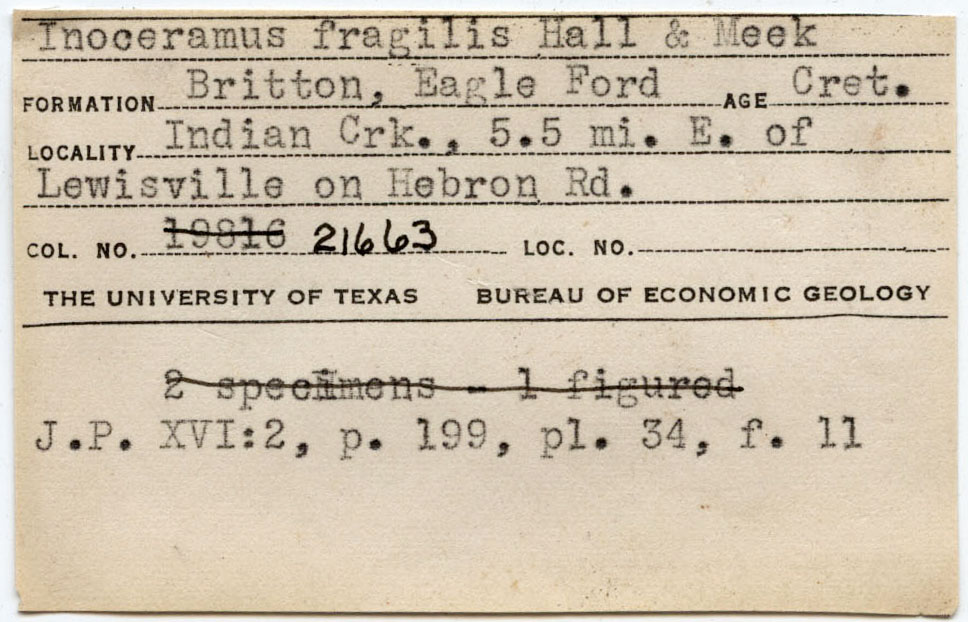 Inoceramus fragilis Hall & Meek
FORMATION Britton, Eagle Ford AGE Cret.
LOCALITY Indian Crk., 5.5 mi. E. of
Lewisville on Hebron Rd.
COL. NO. 19816 21663 LOC. NO.
THE UNIVERSITY OF TEXAS BUREAU OF ECONOMIC GEOLOGY
2 specimens - 1 figured
J.P. XVI:2, p. 199, pl. 34, f. 11